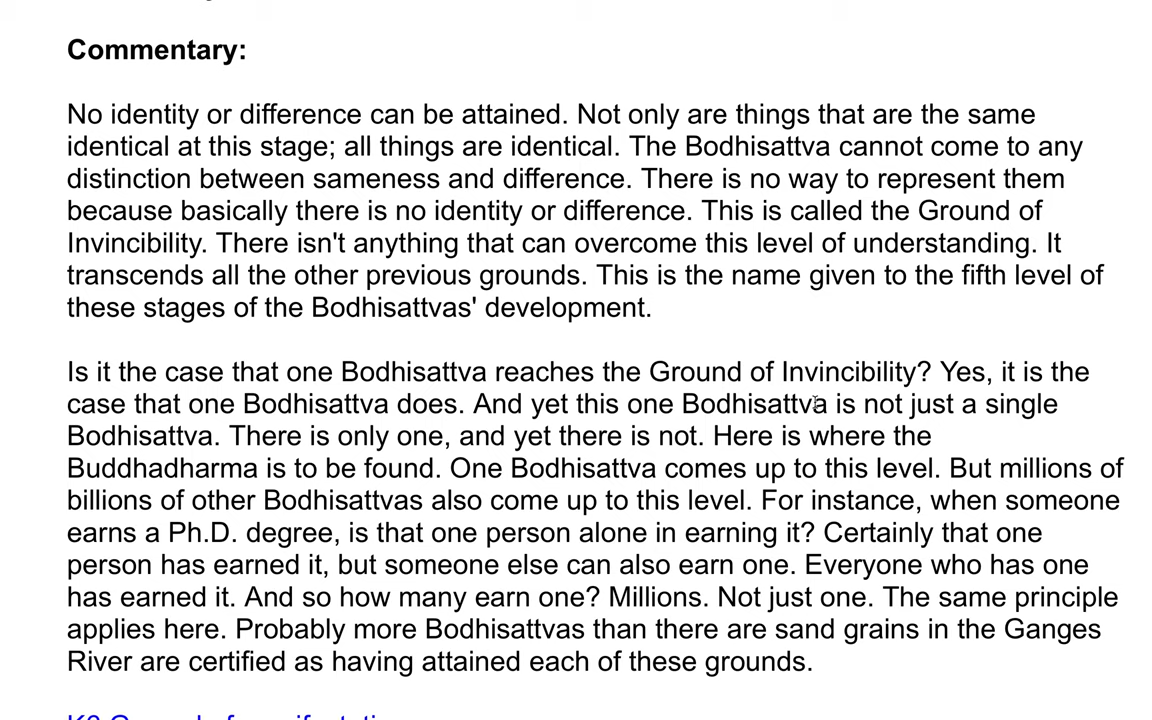 Commentary:
No identity or difference can be attained. Not only are things that are the same
identical at this stage; all things are identical. The Bodhisattva cannot come to any
distinction between sameness and difference. There is no way to represent them
because basically there is no identity or difference. This is called the Ground of
Invincibility. There isn't anything that can overcome this level of understanding. It
transcends all the other previous grounds. This is the name given to the fifth level of
these stages of the Bodhisattvas' development.
Is it the case that one Bodhisattva reaches the Ground of Invincibility? Yes, it is the
case that one Bodhisattva does. And yet this one Bodhisattva is not just a single
Bodhisattva. There is only one, and yet there is not. Here is where the
Buddhadharma is to be found. One Bodhisattva comes up to this level. But millions of
billions of other Bodhisattvas also come up to this level. For instance, when someone
earns a Ph.D. degree, is that one person alone in earning it? Certainly that one
person has earned it, but someone else can also earn one. Everyone who has one
has earned it. And so how many earn one? Millions. Not just one. The same principle
applies here. Probably more Bodhisattvas than there are sand grains in the Ganges
River are certified as having attained each of these grounds.